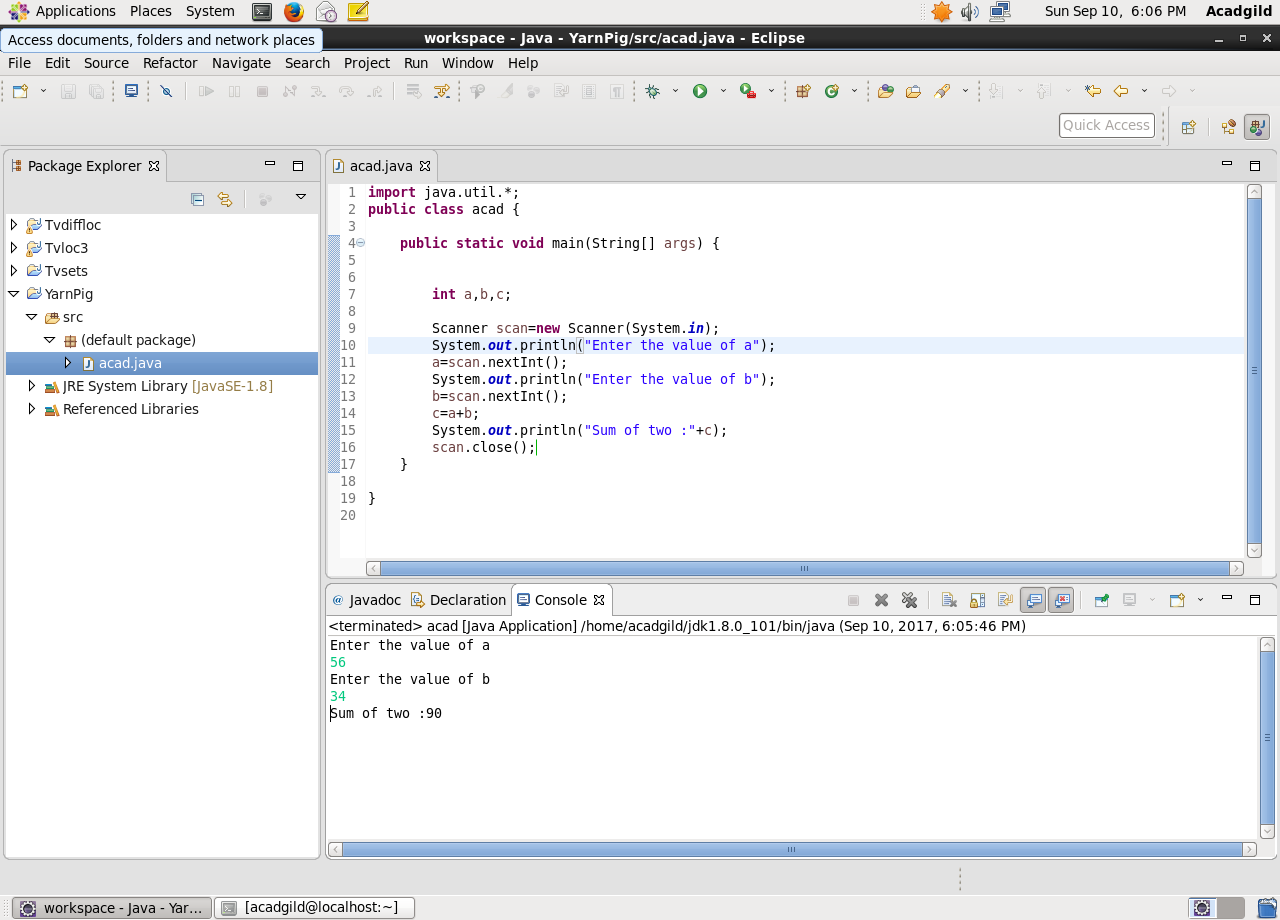 Applications Places System Sun Sep 10, 6:06 PM Acadgild
Access documents, folders and network places
workspace - Java - YarnPig/src/acad.java - Eclipse
File Edit Source Refactor Navigate Search Project Run Window Help
Quick Access
Package Explorer
Tvdiffloc
Tvloc3
Tvsets
YarnPig
src
(default package)
acad.java
JRE System Library [JavaSE-1.8]
Referenced Libraries
acad.java
1 import java.util.*;
2 public class acad {
3
4 public static void main(String[] args) {
5
6
7 int a,b,c;
8
9 Scanner scan=new Scanner(System.in);
10 System.out.println("Enter the value of a");
11 a=scan.nextInt();
12 System.out.println("Enter the value of b");
13 b=scan.nextInt();
14 c=a+b;
15 System.out.println("Sum of two :"+c);
16 scan.close();
17 }
18
19 }
20
@ Javadoc Declaration Console
<terminated> acad [Java Application] /home/acadgild/jdk1.8.0_101/bin/java (Sep 10, 2017, 6:05:46 PM)
Enter the value of a
56
Enter the value of b
34
Sum of two :90
workspace - Java - Yar... [acadgild@localhost:~]